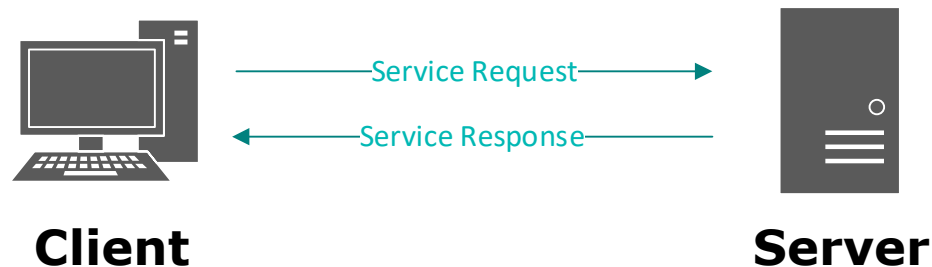 Service Request
Service Response
Client
Server